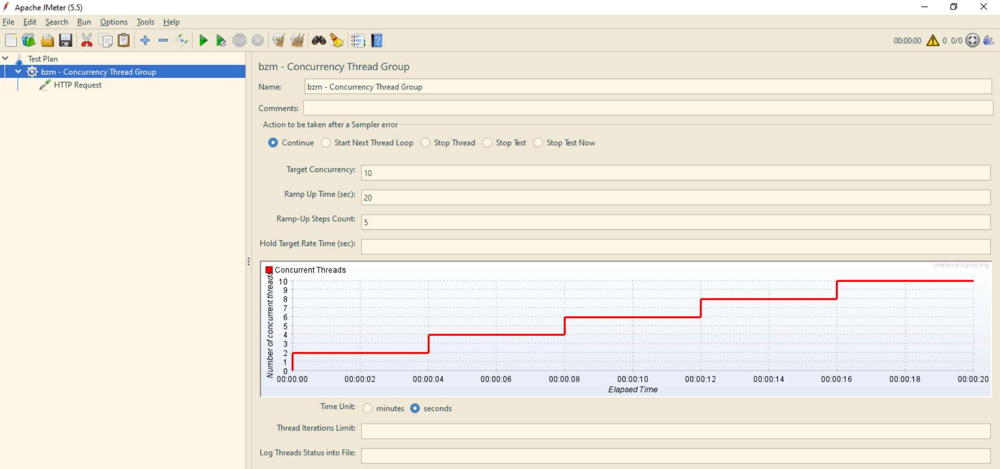 Apache JMeter (5.5)
File Edit Search Run Options Tools Help
STOP
00:00:00 0 0/0
Test Plan
bzm - Concurrency Thread Group
HTTP Request
bzm - Concurrency Thread Group
Name: bzm - Concurrency Thread Group
Comments:
Action to be taken after a Sampler error
Continue Start Next Thread Loop Stop Thread Stop Test Stop Test Now
Target Concurrency: 10
Ramp Up Time (sec): 20
Ramp-Up Steps Count: 5
Hold Target Rate Time (sec):
jmeter-plugins.org
Concurrent Threads
Number of concurrent threads
10
9
8
7
6
5
4
3
2
1
0
00:00:00 00:00:02 00:00:04 00:00:06 00:00:08 00:00:10 00:00:12 00:00:14 00:00:16 00:00:18 00:00:20
Elapsed Time
Time Unit: minutes seconds
Thread Iterations Limit:
Log Threads Status into File: